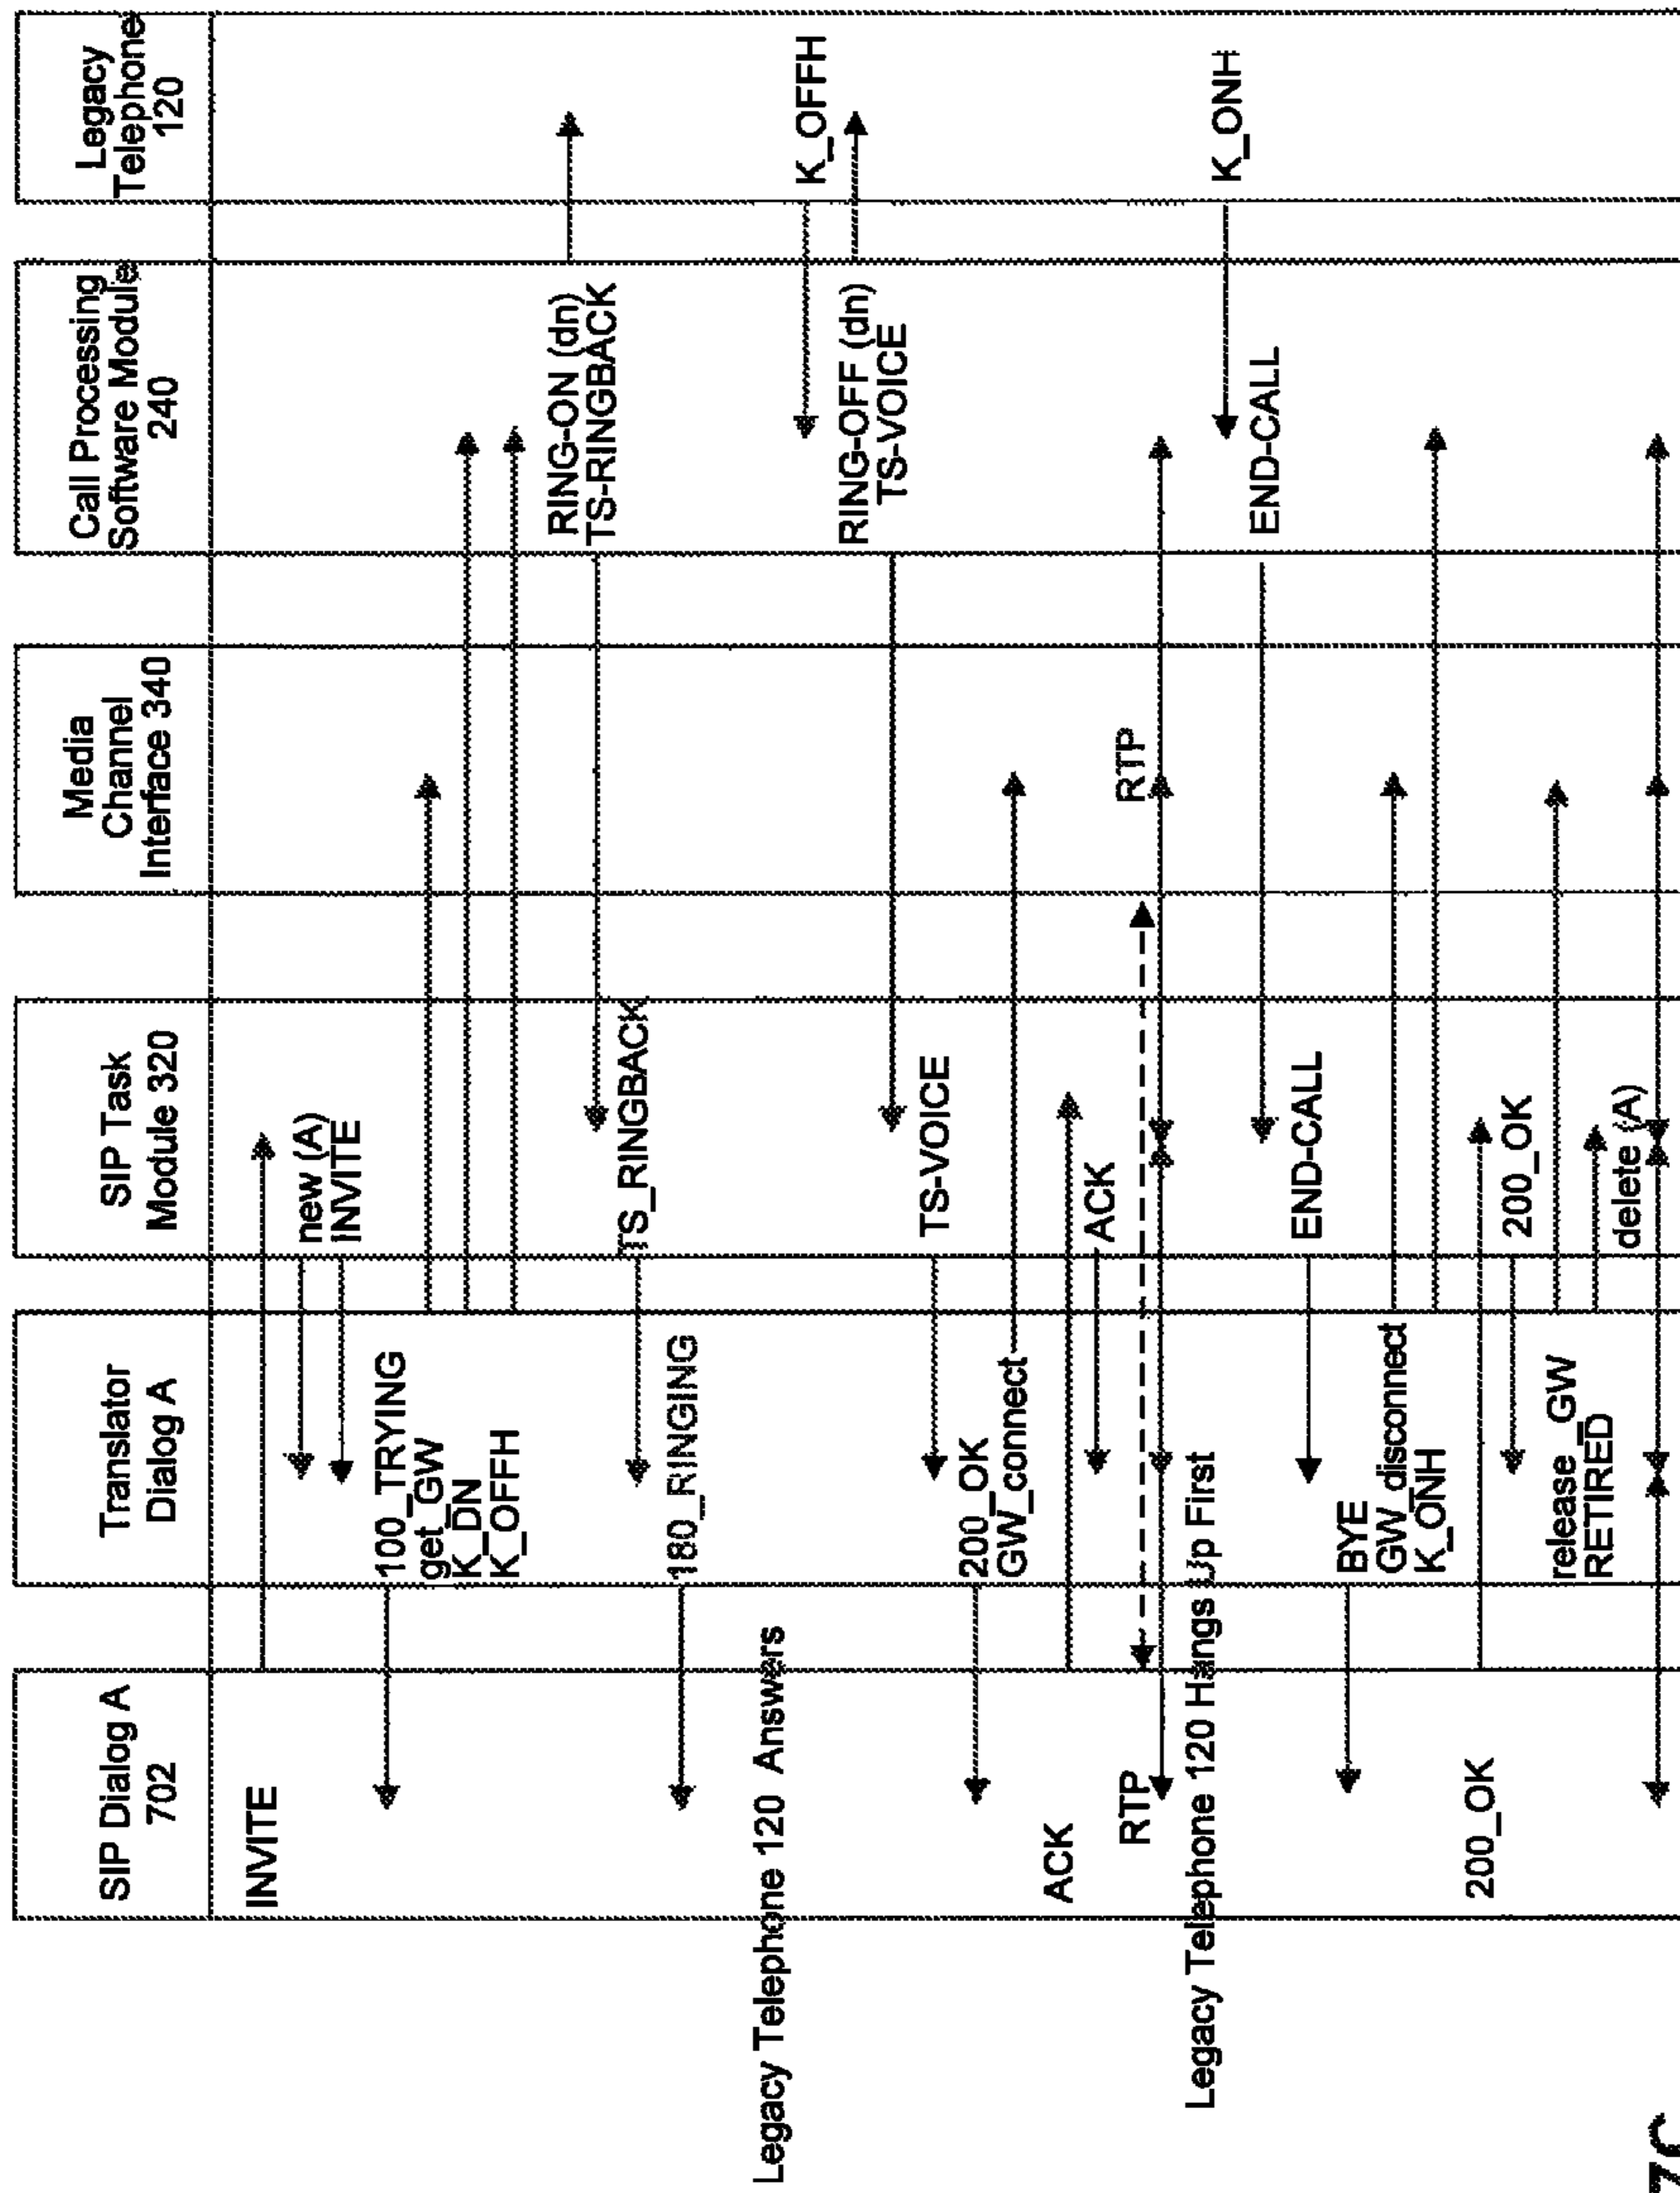 SIP Dialog A
702
Translator
Dialog A
SIP Task
Module 320
Media
Channel
Interface 340
Call Processing
Software Module
240
Legacy
Telephone
120
INVITE
new (A)
INVITE
100_TRYING
get_GW
K_DN
K_OFFH
RING-ON (dn)
TS-RINGBACK
TS_RINGBACK
180_RINGING
Legacy Telephone 120 Answers
K_OFFH
RING-OFF (dn)
TS-VOICE
TS-VOICE
200_OK
GW_connect
ACK
ACK
RTP
RTP
Legacy Telephone 120 Hangs Up First
K_ONH
END-CALL
END-CALL
BYE
GW_disconnect
K_ONH
200_OK
200_OK
release_GW
RETIRED
delete (A)